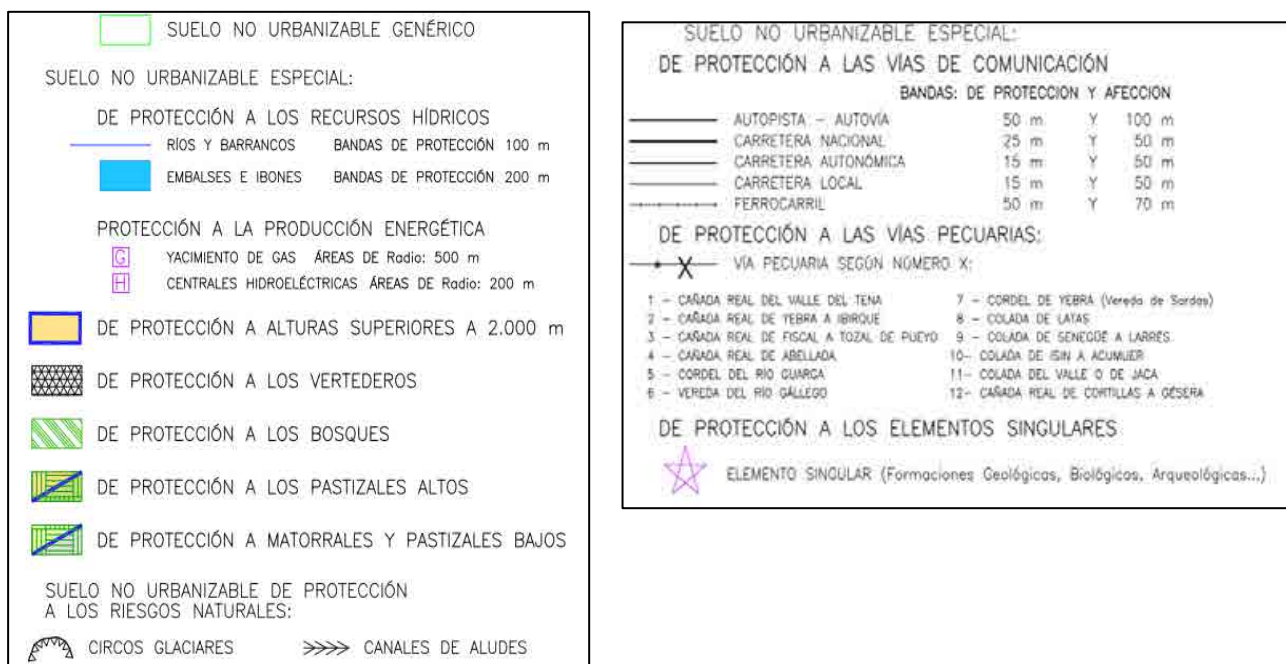 SUELO NO URBANIZABLE GENÉRICO
SUELO NO URBANIZABLE ESPECIAL:
DE PROTECCIÓN A LOS RECURSOS HÍDRICOS
RÍOS Y BARRANCOS BANDAS DE PROTECCIÓN 100 m
EMBALSES E IBONES BANDAS DE PROTECCIÓN 200 m
PROTECCIÓN A LA PRODUCCIÓN ENERGÉTICA
G YACIMIENTO DE GAS ÁREAS DE Radio: 500 m
H CENTRALES HIDROELÉCTRICAS ÁREAS DE Radio: 200 m
DE PROTECCIÓN A ALTURAS SUPERIORES A 2.000 m
DE PROTECCIÓN A LOS VERTEDEROS
DE PROTECCIÓN A LOS BOSQUES
DE PROTECCIÓN A LOS PASTIZALES ALTOS
DE PROTECCIÓN A MATORRALES Y PASTIZALES BAJOS
SUELO NO URBANIZABLE DE PROTECCIÓN
A LOS RIESGOS NATURALES:
CIRCOS GLACIARES CANALES DE ALUDES
SUELO NO URBANIZABLE ESPECIAL:
DE PROTECCIÓN A LAS VÍAS DE COMUNICACIÓN
BANDAS: DE PROTECCION Y AFECCION
AUTOPISTA - AUTOVÍA 50 m Y 100 m
CARRETERA NACIONAL 25 m Y 50 m
CARRETERA AUTONÓMICA 15 m Y 50 m
CARRETERA LOCAL 15 m Y 50 m
FERROCARRIL 50 m Y 70 m
DE PROTECCIÓN A LAS VÍAS PECUARIAS:
X VÍA PECUARIA SEGÚN NÚMERO X:
1 - CAÑADA REAL DEL VALLE DEL TENA
2 - CAÑADA REAL DE YEBRA A IBIRQUE
3 - CAÑADA REAL DE FISCAL A TOZAL DE PUEYO
4 - CAÑADA REAL DE ABELLADA
5 - CORDEL DEL RÍO GUARGA
6 - VEREDA DEL RÍO GÁLLEGO
7 - CORDEL DE YEBRA (Vereda de Sardas)
8 - COLADA DE LATAS
9 - COLADA DE SENEGÜÉ A LARRÉS
10- COLADA DE ISIN A ACUMUER
11- COLADA DEL VALLE O DE JACA
12- CAÑADA REAL DE CORTILLAS A GÉSERA
DE PROTECCIÓN A LOS ELEMENTOS SINGULARES
ELEMENTO SINGULAR (Formaciones Geológicas, Biológicos, Arqueológicas...)